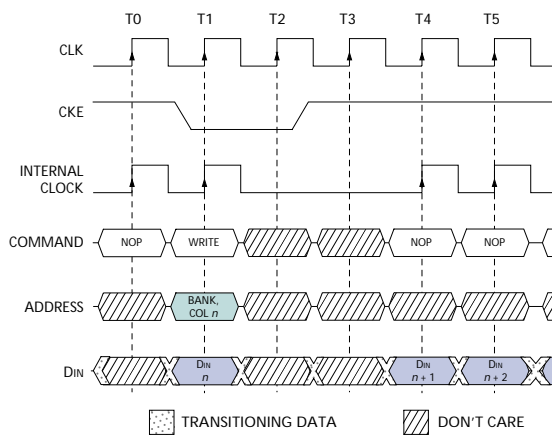 T0 T1 T2 T3 T4 T5
CLK
CKE
INTERNAL
CLOCK
COMMAND NOP WRITE NOP NOP
ADDRESS BANK,
COL n
DIN DIN
n DIN
n + 1 DIN
n + 2
TRANSITIONING DATA DON'T CARE